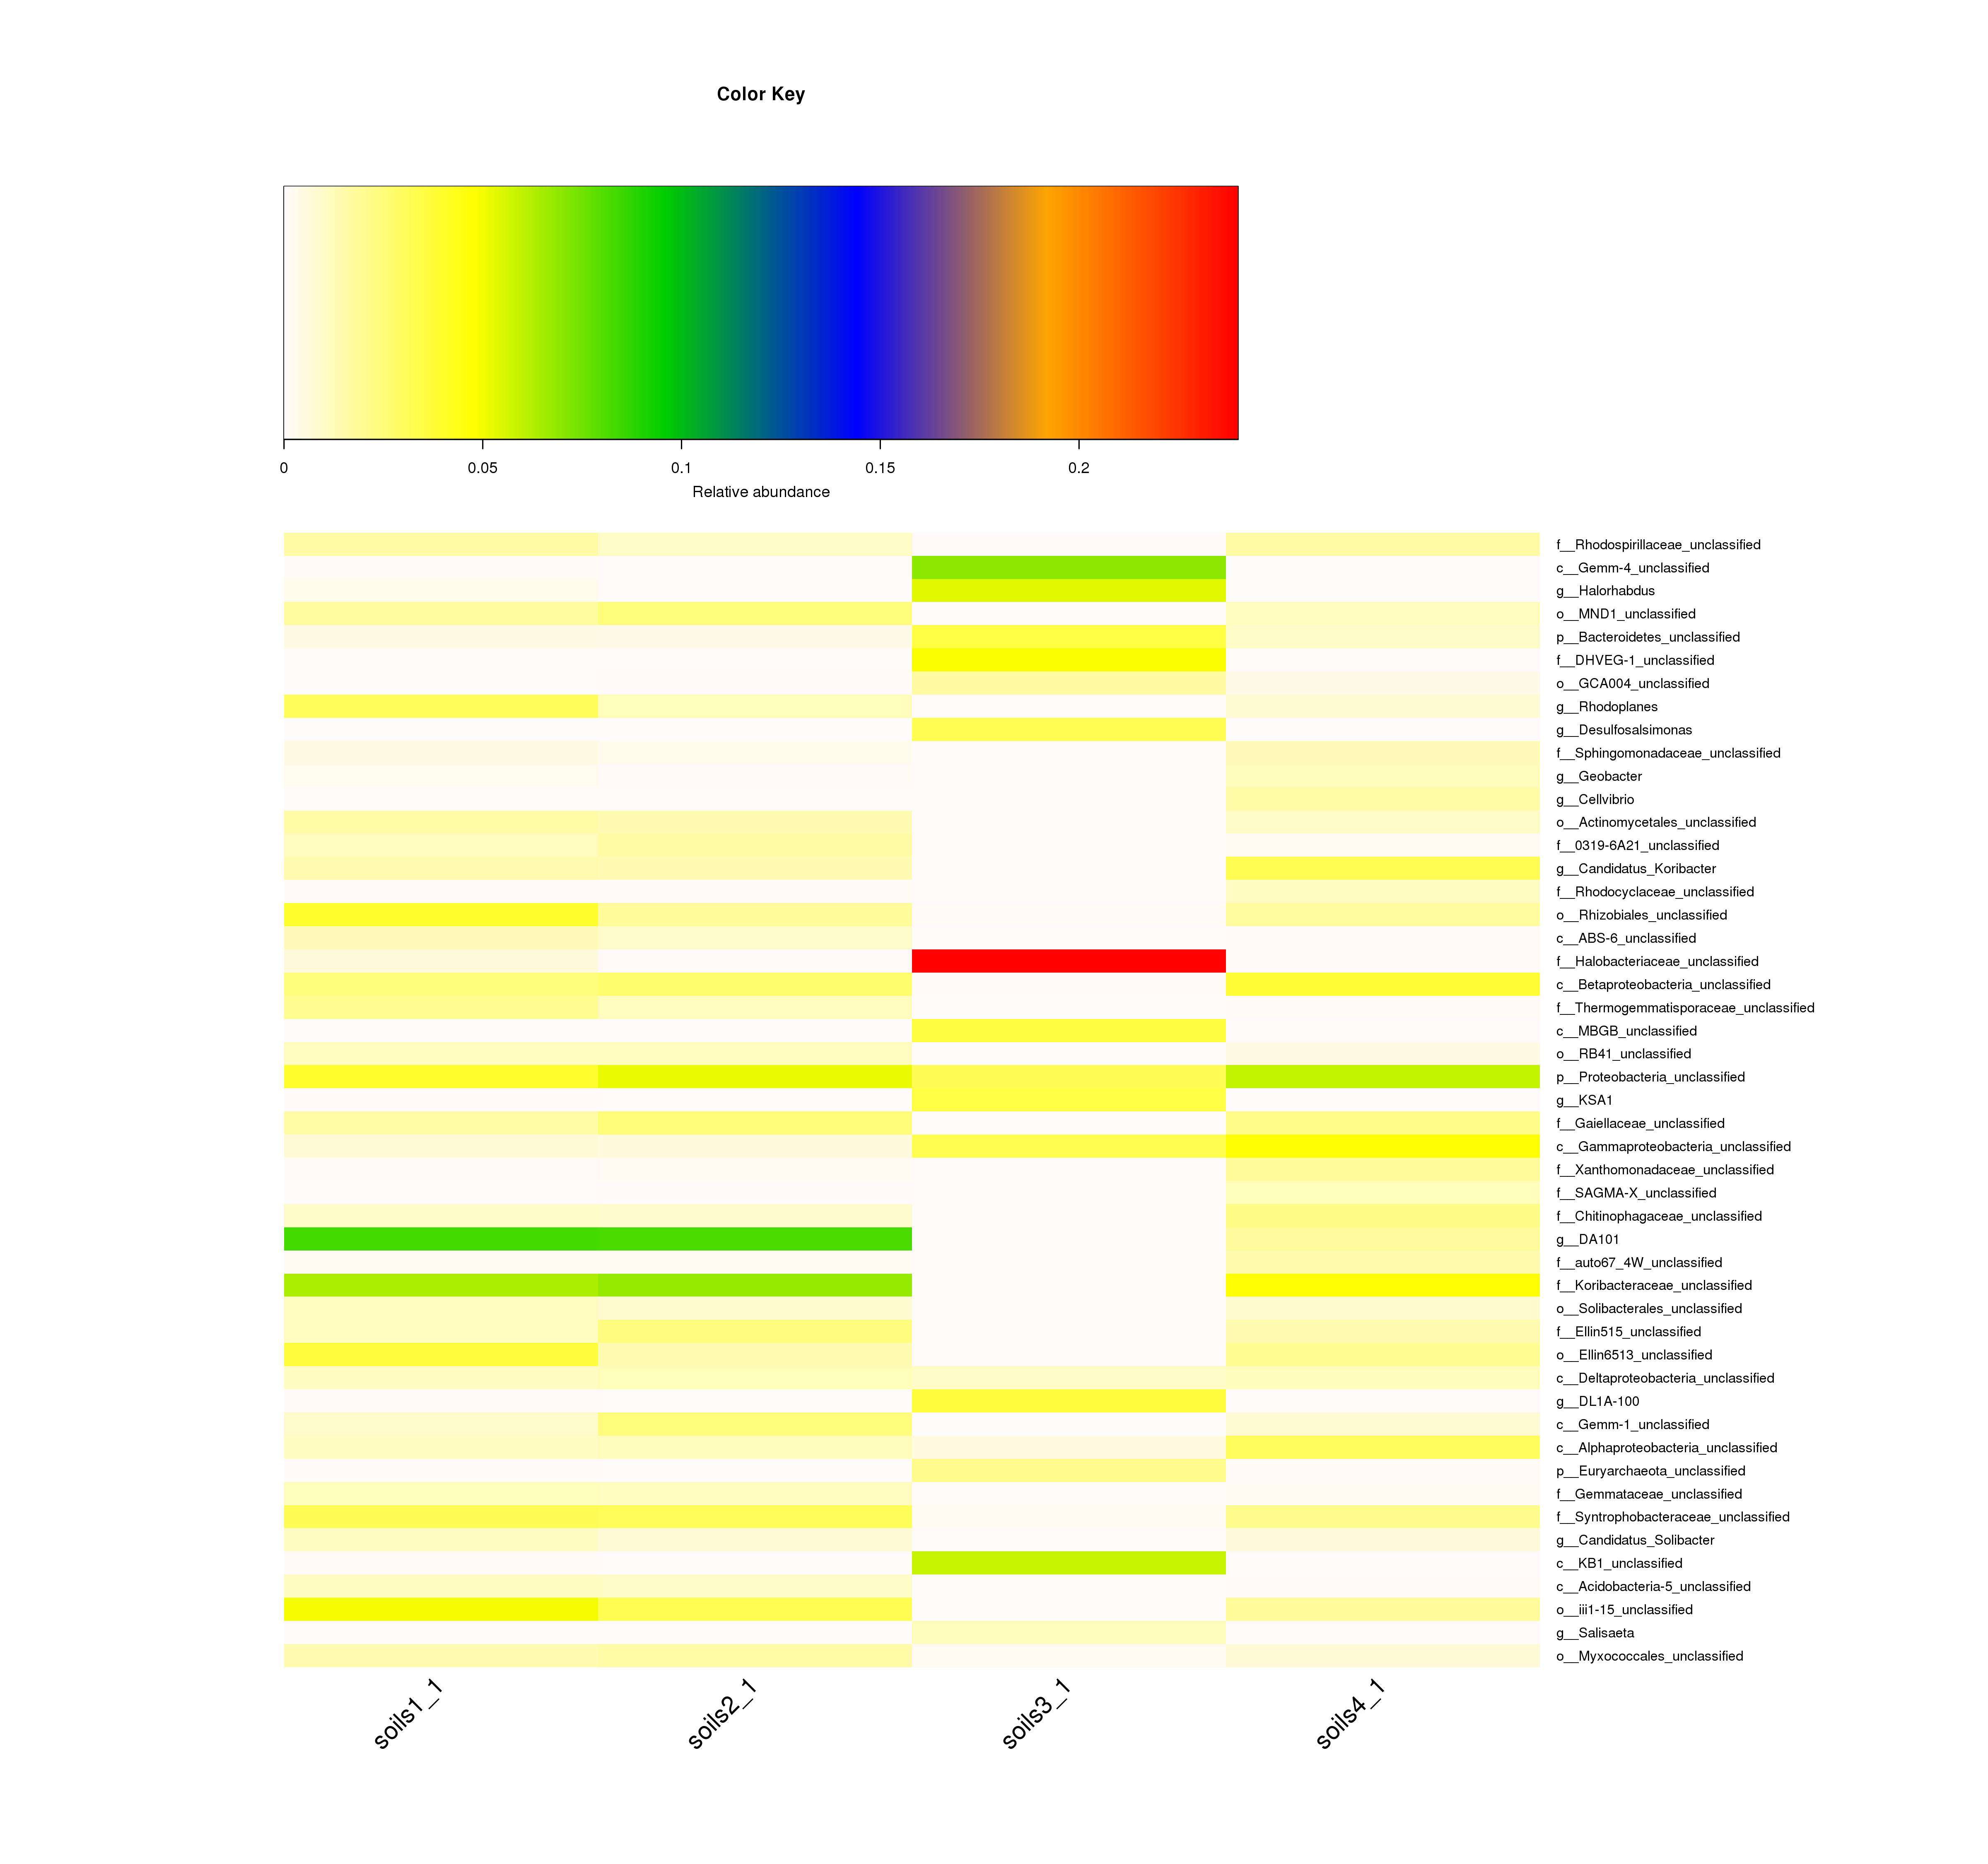 Color Key
0 0.05 0.1 0.15 0.2
Relative abundance
f__Rhodospirillaceae_unclassified
c__Gemm-4_unclassified
g__Halorhabdus
o__MND1_unclassified
p__Bacteroidetes_unclassified
f__DHVEG-1_unclassified
o__GCA004_unclassified
g__Rhodoplanes
g__Desulfosalsimonas
f__Sphingomonadaceae_unclassified
g__Geobacter
g__Cellvibrio
o__Actinomycetales_unclassified
f__0319-6A21_unclassified
g__Candidatus_Koribacter
f__Rhodocyclaceae_unclassified
o__Rhizobiales_unclassified
c__ABS-6_unclassified
f__Halobacteriaceae_unclassified
c__Betaproteobacteria_unclassified
f__Thermogemmatisporaceae_unclassified
c__MBGB_unclassified
o__RB41_unclassified
p__Proteobacteria_unclassified
g__KSA1
f__Gaiellaceae_unclassified
c__Gammaproteobacteria_unclassified
f__Xanthomonadaceae_unclassified
f__SAGMA-X_unclassified
f__Chitinophagaceae_unclassified
g__DA101
f__auto67_4W_unclassified
f__Koribacteraceae_unclassified
o__Solibacterales_unclassified
f__Ellin515_unclassified
o__Ellin6513_unclassified
c__Deltaproteobacteria_unclassified
g__DL1A-100
c__Gemm-1_unclassified
c__Alphaproteobacteria_unclassified
p__Euryarchaeota_unclassified
f__Gemmataceae_unclassified
f__Syntrophobacteraceae_unclassified
g__Candidatus_Solibacter
c__KB1_unclassified
c__Acidobacteria-5_unclassified
o__iii1-15_unclassified
g__Salisaeta
o__Myxococcales_unclassified
soils1_1 soils2_1 soils3_1 soils4_1